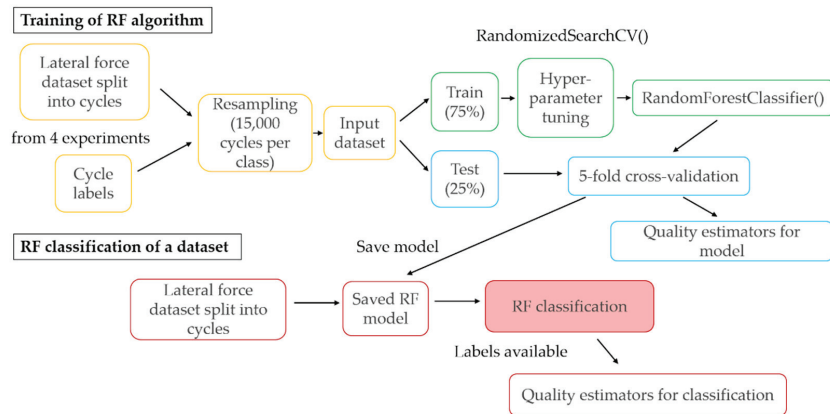 Training of RF algorithm
Lateral force
dataset split
into cycles
from 4 experiments
Cycle
labels
Resampling
(15,000
cycles per
class)
Input
dataset
Train
(75%)
Test
(25%)
RandomizedSearchCV()
Hyper-
parameter
tuning
RandomForestClassifier()
5-fold cross-validation
Quality estimators for
model
RF classification of a dataset
Save model
Lateral force
dataset split into
cycles
Saved RF
model
RF classification
Labels available
Quality estimators for classification